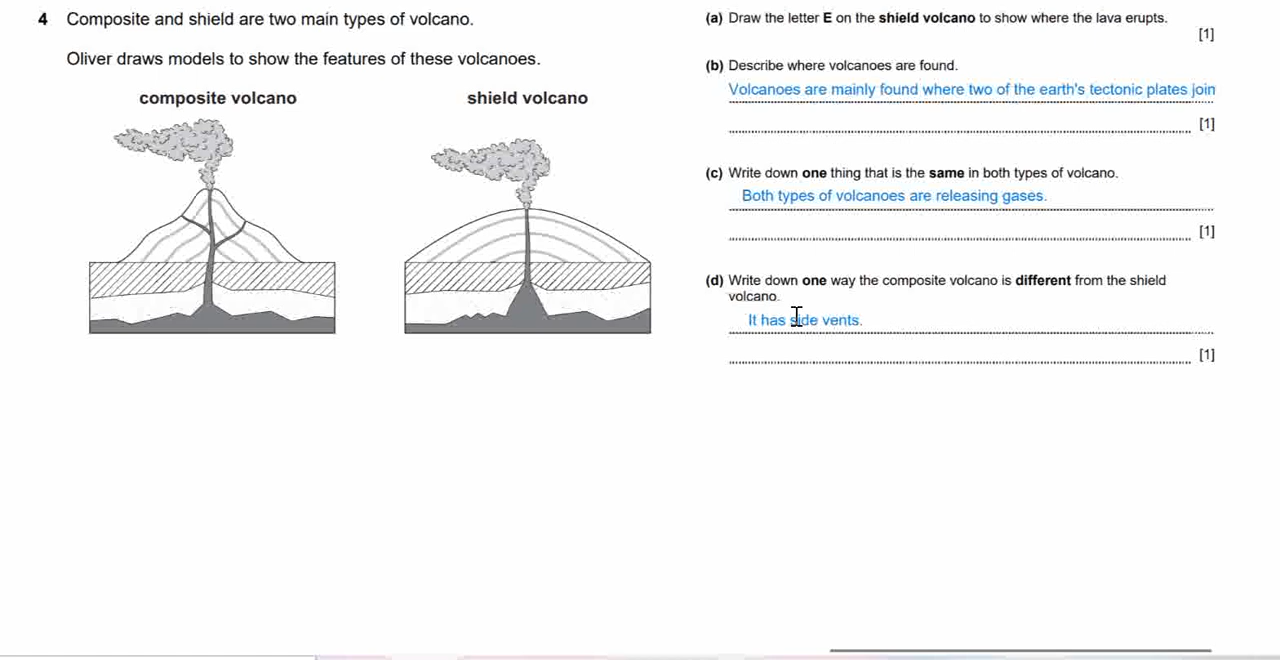 4 Composite and shield are two main types of volcano.
Oliver draws models to show the features of these volcanoes.
composite volcano
shield volcano
(a) Draw the letter E on the shield volcano to show where the lava erupts.
[1]
(b) Describe where volcanoes are found.
Volcanoes are mainly found where two of the earth's tectonic plates join
[1]
(c) Write down one thing that is the same in both types of volcano.
Both types of volcanoes are releasing gases.
[1]
(d) Write down one way the composite volcano is different from the shield
volcano.
It has side vents.
[1]